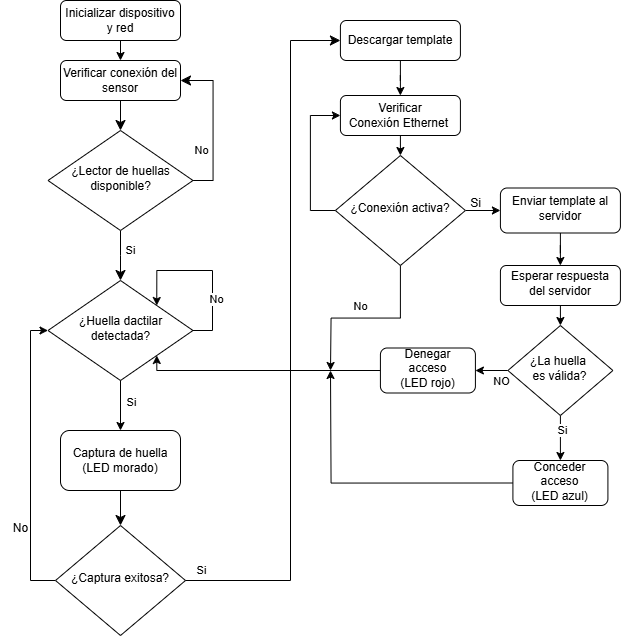 Inicializar dispositivo
y red
Verificar conexión del
sensor
No
¿Lector de huellas
disponible?
Si
¿Huella dactilar
detectada?
No
Si
Captura de huella
(LED morado)
No
¿Captura exitosa?
Si
Descargar template
Verificar
Conexión Ethernet
¿Conexión activa?
Si
No
Enviar template al
servidor
Esperar respuesta
del servidor
¿La huella
es válida?
NO
Si
Denegar
acceso
(LED rojo)
Conceder
acceso
(LED azul)